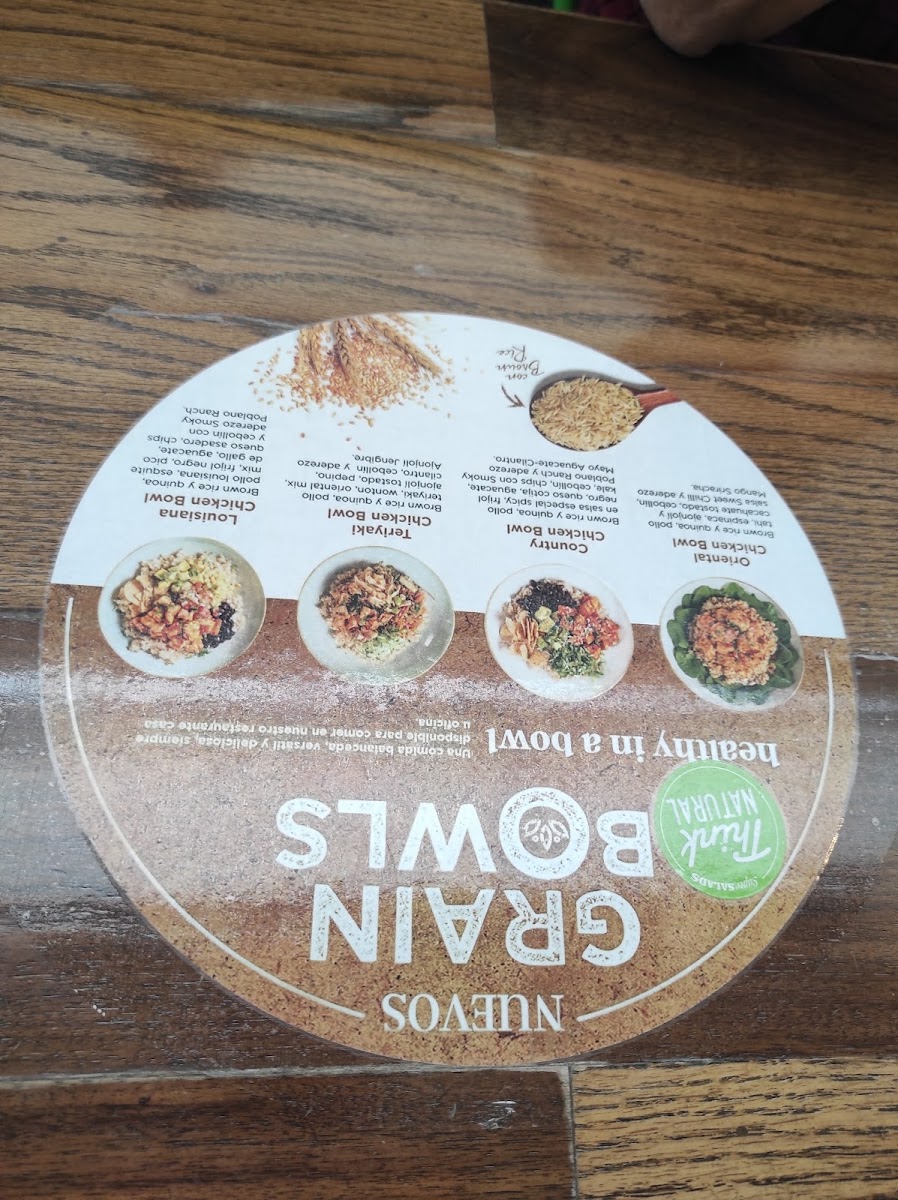 NUEVOS
GRAIN
BOWLS
Super SALADS
Think
NATURAL
healthy in a bowl
Una comida balanceada, versátil y deliciosa, siempre
disponible para comer en nuestro restaurante casa
u oficina.
Oriental
Chicken Bowl
Brown rice y quinoa, pollo
tahi, espinaca, ajonjolí y
cacahuate tostado, cebollín,
salsa Sweet Chilli y aderezo
Mango Sriracha.
Country
Chicken Bowl
Brown rice y quinoa, pollo
en salsa especial spicy, frijol
negro, queso cotija, aguacate,
kale, cebollín, chips con Smoky
Poblano Ranch y aderezo
Mayo Aguacate-Cilantro.
Teriyaki
Chicken Bowl
Brown rice y quinoa, pollo
teriyaki, wonton, oriental mix,
ajonjolí tostado, pepino,
cilantro, cebollín y aderezo
Ajonjolí Jengibre.
Louisiana
Chicken Bowl
Brown rice y quinoa,
pollo louisiana, esquite,
mix, frijol negro, pico
de gallo, aguacate,
queso asadero, chips
y cebollín con
aderezo Smoky
Poblano Ranch.
con
Brown
Rice